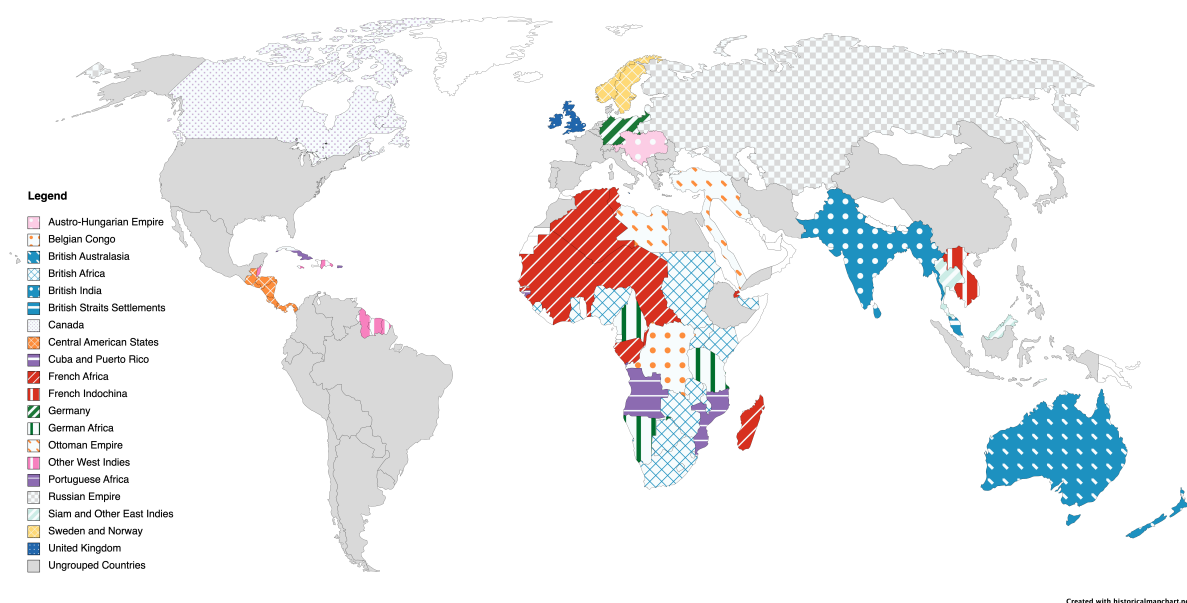 Legend
Austro-Hungarian Empire
Belgian Congo
British Australasia
British Africa
British India
British Straits Settlements
Canada
Central American States
Cuba and Puerto Rico
French Africa
French Indochina
Germany
German Africa
Ottoman Empire
Other West Indies
Portuguese Africa
Russian Empire
Siam and Other East Indies
Sweden and Norway
United Kingdom
Ungrouped Countries
Created with